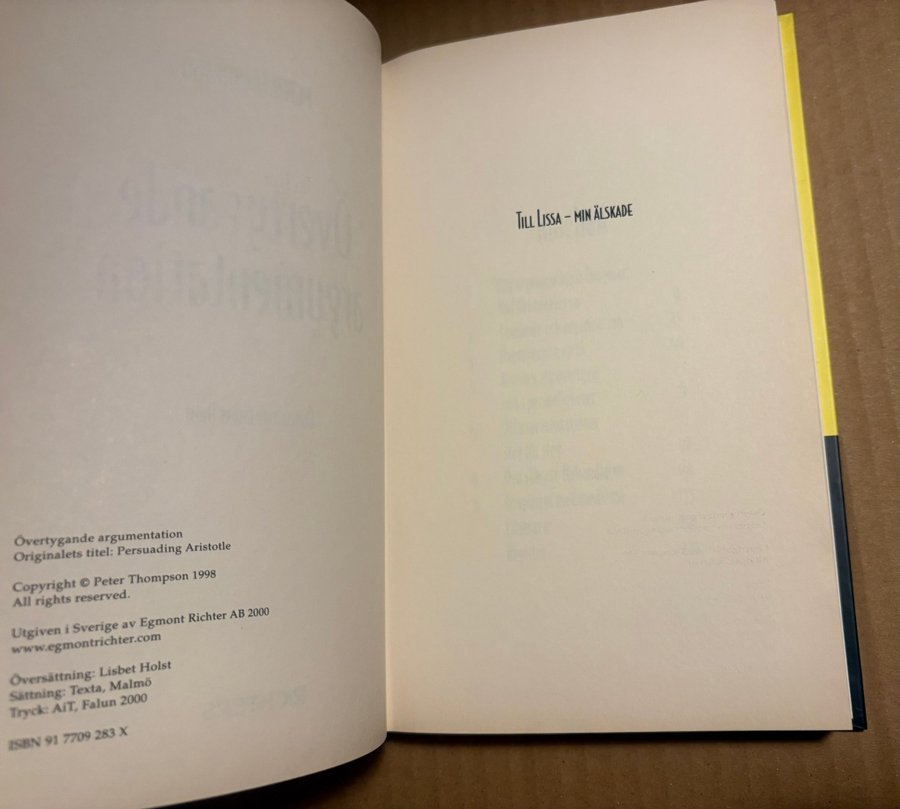 Övertygande argumentation
Originalets titel: Persuading Aristotle
Copyright © Peter Thompson 1998
All rights reserved.
Utgiven i Sverige av Egmont Richter AB 2000
www.egmontrichter.com
Översättning: Lisbet Holst
Sättning: Texta, Malmö
Tryck: AiT, Falun 2000
ISBN 91 7709 283 X
TILL LISSA – MIN ÄLSKADE